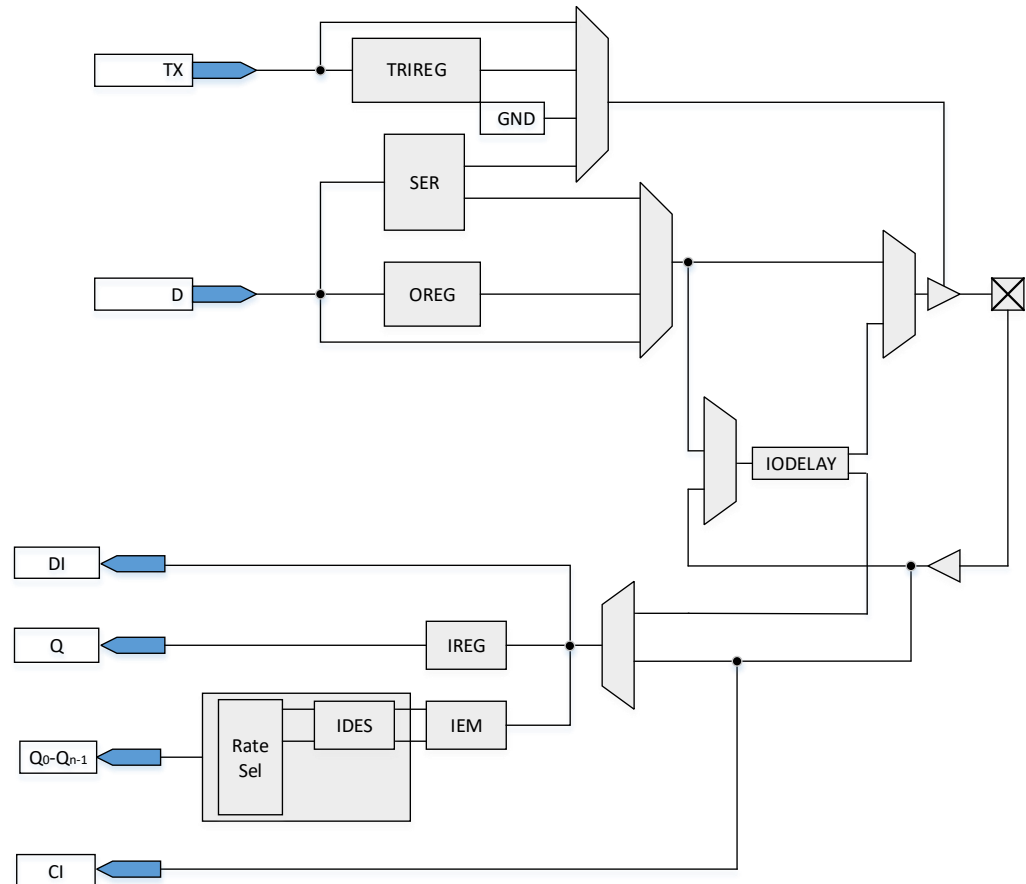 TX
TRIREG
GND
SER
D
OREG
IODELAY
DI
Q
IREG
Rate
Sel
IDES
IEM
Q0-Qn-1
CI